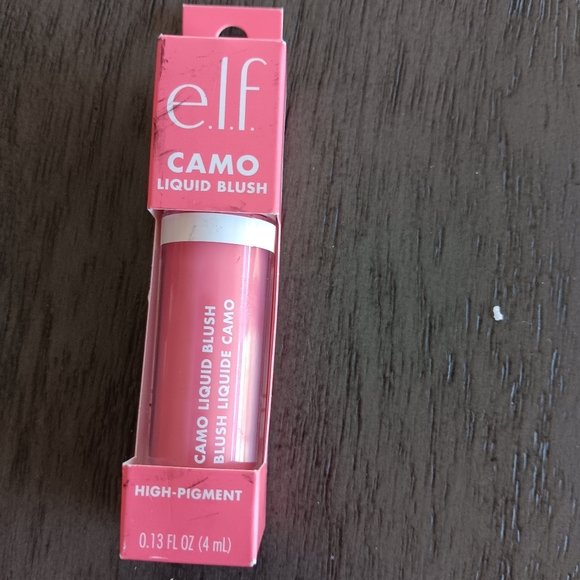 e.l.f.
CAMO
LIQUID BLUSH
CAMO LIQUID BLUSH
BLUSH LIQUIDE CAMO
HIGH-PIGMENT
0.13 FL OZ (4 mL)